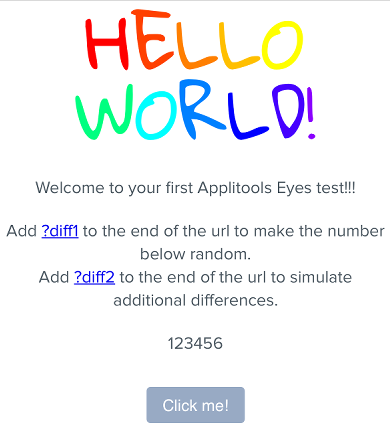 HELLO
WORLD!
Welcome to your first Applitools Eyes test!!!
Add ?diff1 to the end of the url to make the number
below random.
Add ?diff2 to the end of the url to simulate
additional differences.
123456
Click me!